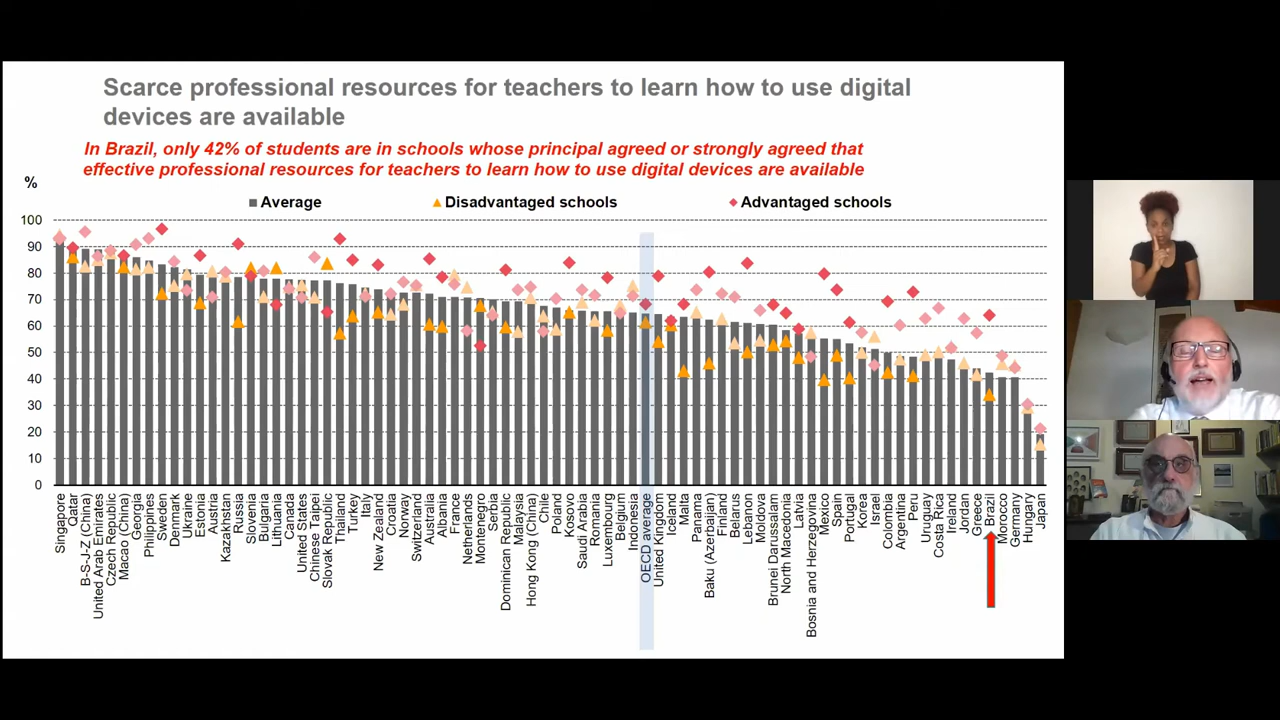 Scarce professional resources for teachers to learn how to use digital
devices are available
In Brazil, only 42% of students are in schools whose principal agreed or strongly agreed that
effective professional resources for teachers to learn how to use digital devices are available
%
Average
Disadvantaged schools
Advantaged schools
100
90
80
70
60
50
40
30
20
10
0
Singapore
Qatar
B-S-J-Z (China)
United Arab Emirates
Czech Republic
Macao (China)
Georgia
Philippines
Sweden
Denmark
Ukraine
Estonia
Austria
Kazakhstan
Russia
Slovenia
Bulgaria
Lithuania
Canada
United States
Chinese Taipei
Slovak Republic
Thailand
Turkey
Italy
New Zealand
Croatia
Norway
Switzerland
Australia
Albania
France
Netherlands
Montenegro
Serbia
Dominican Republic
Malaysia
Hong Kong (China)
Chile
Poland
Kosovo
Saudi Arabia
Romania
Luxembourg
Belgium
Indonesia
OECD average
United Kingdom
Iceland
Malta
Panama
Baku (Azerbaijan)
Finland
Belarus
Lebanon
Moldova
Brunei Darussalam
North Macedonia
Latvia
Bosnia and Herzegovina
Mexico
Spain
Portugal
Korea
Israel
Colombia
Argentina
Peru
Uruguay
Costa Rica
Ireland
Jordan
Greece
Brazil
Morocco
Germany
Hungary
Japan